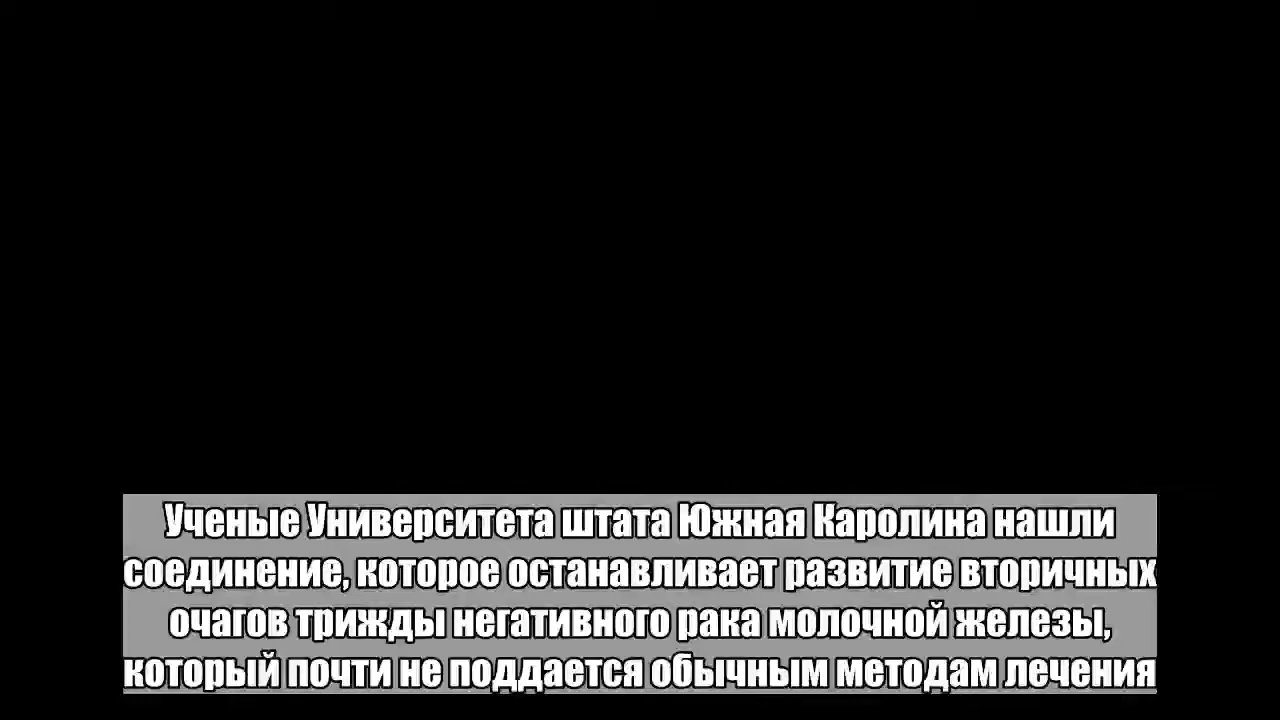 Ученые Университета штата Южная Каролина нашли
соединение, которое останавливает развитие вторичных
очагов трижды негативного рака молочной железы,
который почти не поддается обычным методам лечения